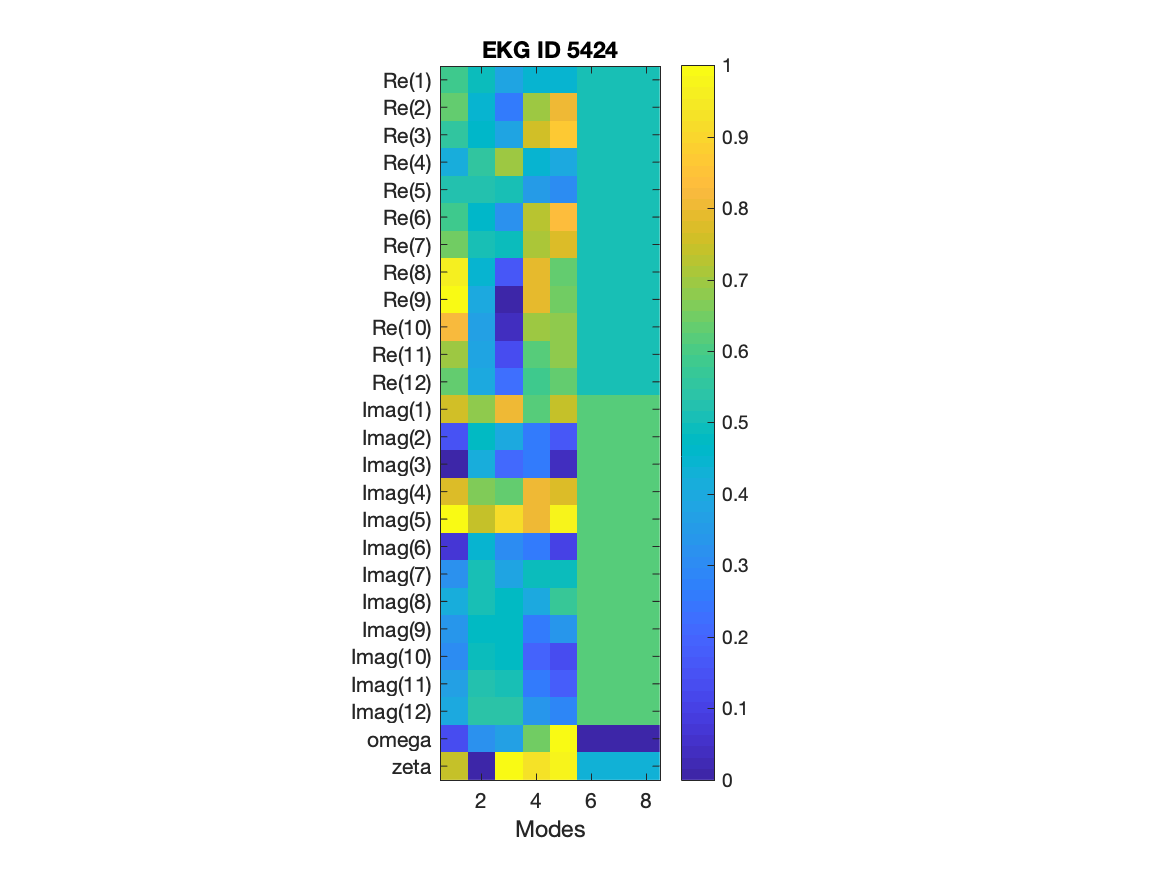 EKG ID 5424
Re(1)
Re(2)
Re(3)
Re(4)
Re(5)
Re(6)
Re(7)
Re(8)
Re(9)
Re(10)
Re(11)
Re(12)
Imag(1)
Imag(2)
Imag(3)
Imag(4)
Imag(5)
Imag(6)
Imag(7)
Imag(8)
Imag(9)
Imag(10)
Imag(11)
Imag(12)
omega
zeta
2 4 6 8
Modes
1
0.9
0.8
0.7
0.6
0.5
0.4
0.3
0.2
0.1
0